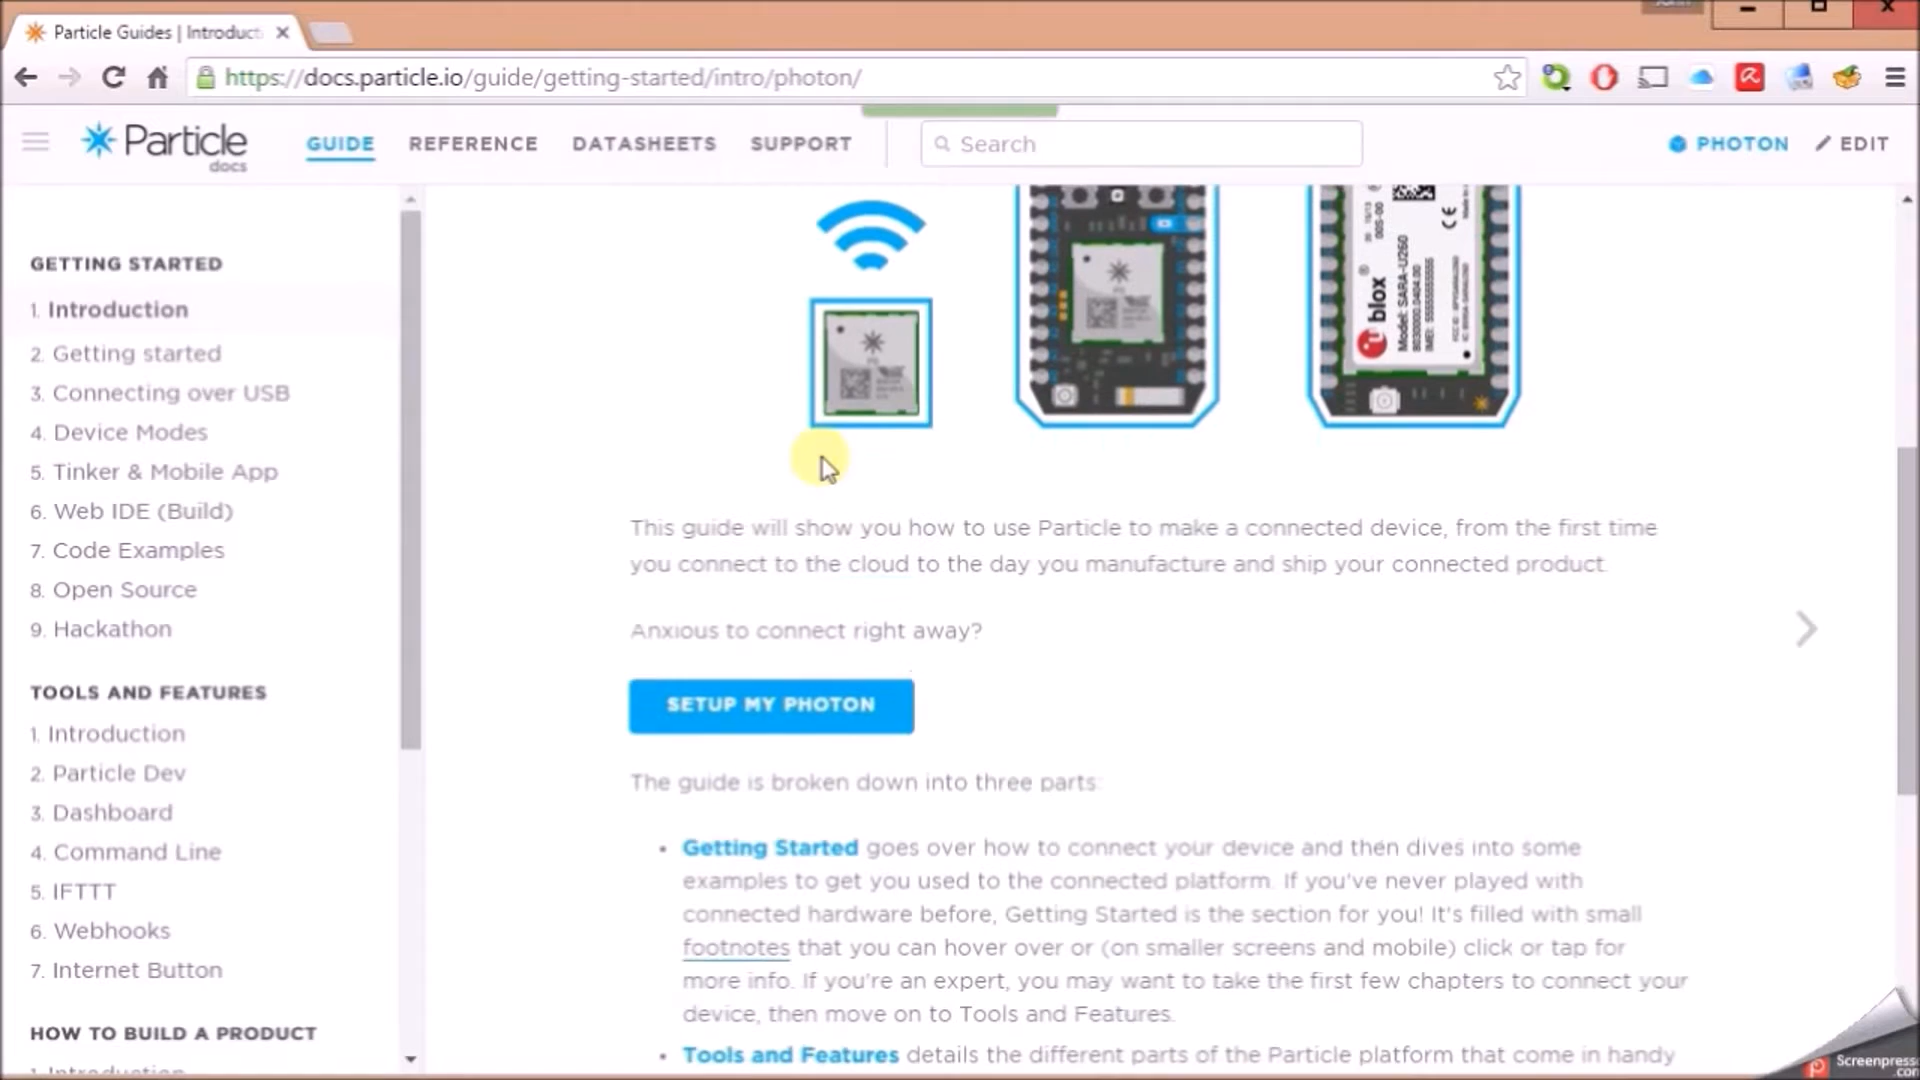 John
Particle Guides | Introduct
https://docs.particle.io/guide/getting-started/intro/photon/
Particle
docs
GUIDE
REFERENCE
DATASHEETS
SUPPORT
Search
PHOTON
EDIT
GETTING STARTED
1. Introduction
2. Getting started
3. Connecting over USB
4. Device Modes
5. Tinker & Mobile App
6. Web IDE (Build)
7. Code Examples
8. Open Source
9. Hackathon
TOOLS AND FEATURES
1. Introduction
2. Particle Dev
3. Dashboard
4. Command Line
5. IFTTT
6. Webhooks
7. Internet Button
HOW TO BUILD A PRODUCT
1. Introduction
blox
Model: SARA-U260
This guide will show you how to use Particle to make a connected device, from the first time
you connect to the cloud to the day you manufacture and ship your connected product.
Anxious to connect right away?
SETUP MY PHOTON
The guide is broken down into three parts:
• Getting Started goes over how to connect your device and then dives into some
examples to get you used to the connected platform. If you've never played with
connected hardware before, Getting Started is the section for you! It's filled with small
footnotes that you can hover over or (on smaller screens and mobile) click or tap for
more info. If you're an expert, you may want to take the first few chapters to connect your
device, then move on to Tools and Features.
• Tools and Features details the different parts of the Particle platform that come in handy
Screenpresso
.com